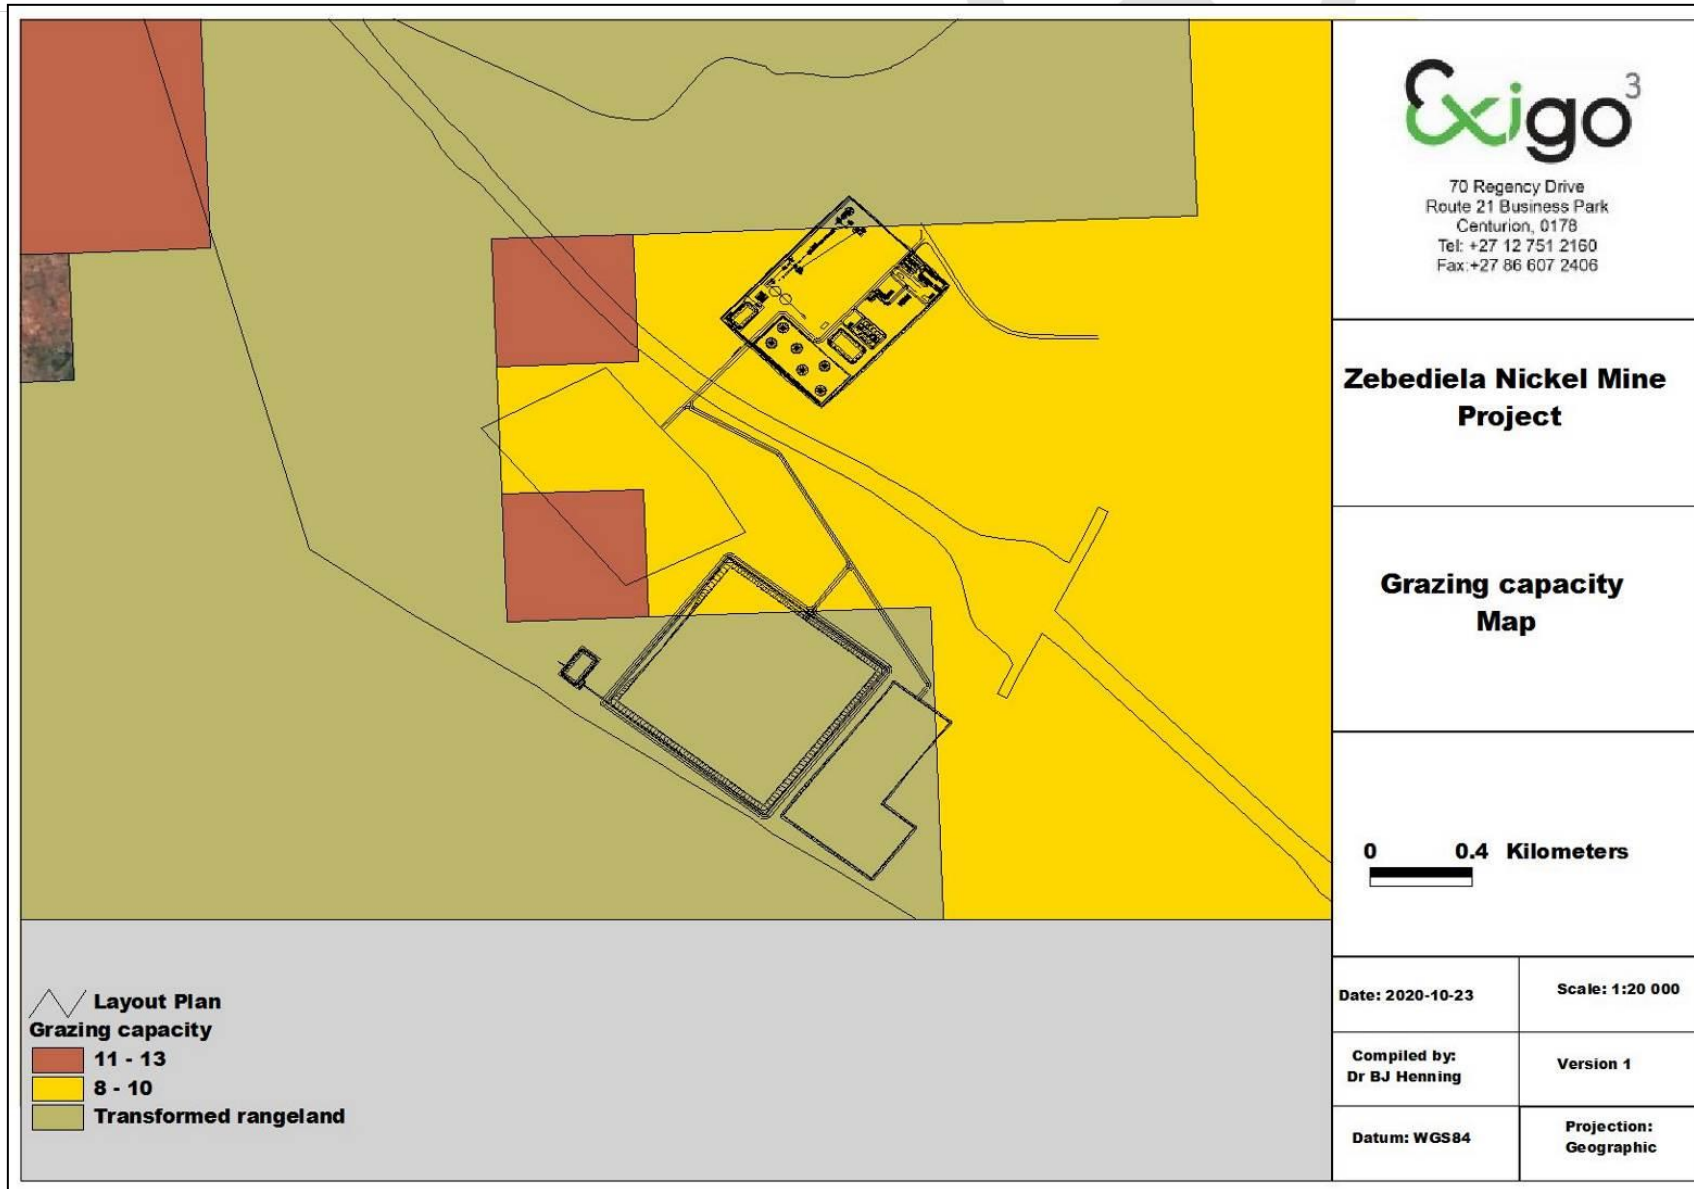 Exigo3
70 Regency Drive
Route 21 Business Park
Centurion, 0178
Tel: +27 12 751 2160
Fax:+27 86 607 2406
Zebediela Nickel Mine
Project
Grazing capacity
Map
0 0.4 Kilometers
Date: 2020-10-23
Scale: 1:20 000
Compiled by:
Dr BJ Henning
Version 1
Datum: WGS84
Projection:
Geographic
Layout Plan
Grazing capacity
11 - 13
8 - 10
Transformed rangeland